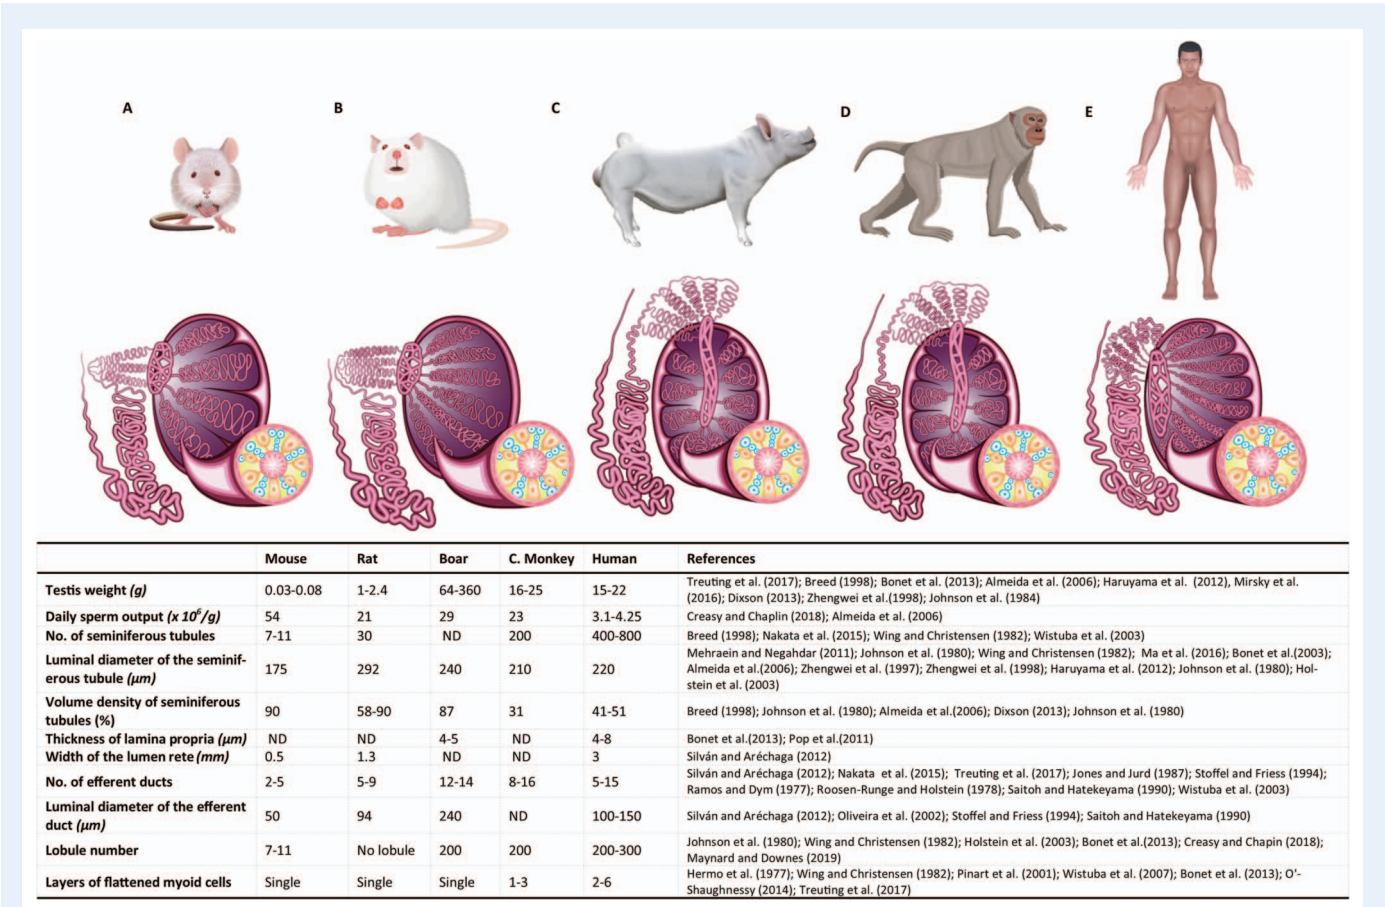 A
B
C
D
E
Mouse Rat Boar C. Monkey Human References
Testis weight (g) 0.03-0.08 1-2.4 64-360 16-25 15-22 Treuting et al. (2017); Breed (1998); Bonet et al. (2013); Almeida et al. (2006); Haruyama et al. (2012), Mirsky et al.
(2016); Dixson (2013); Zhengwei et al.(1998); Johnson et al. (1984)
Daily sperm output (x 10⁶/g) 54 21 29 23 3.1-4.25 Creasy and Chaplin (2018); Almeida et al. (2006)
No. of seminiferous tubules 7-11 30 ND 200 400-800 Breed (1998); Nakata et al. (2015); Wing and Christensen (1982); Wistuba et al. (2003)
Luminal diameter of the seminif-
erous tubule (μm) 175 292 240 210 220 Mehraein and Negahdar (2011); Johnson et al. (1980); Wing and Christensen (1982); Ma et al. (2016); Bonet et al.(2003);
Almeida et al.(2006); Zhengwei et al. (1997); Zhengwei et al. (1998); Haruyama et al. (2012); Johnson et al. (1980); Hol-
stein et al. (2003)
Volume density of seminiferous
tubules (%) 90 58-90 87 31 41-51 Breed (1998); Johnson et al. (1980); Almeida et al.(2006); Dixson (2013); Johnson et al. (1980)
Thickness of lamina propria (μm) ND ND 4-5 ND 4-8 Bonet et al.(2013); Pop et al.(2011)
Width of the lumen rete (mm) 0.5 1.3 ND ND 3 Silván and Aréchaga (2012)
No. of efferent ducts 2-5 5-9 12-14 8-16 5-15 Silván and Aréchaga (2012); Nakata et al. (2015); Treuting et al. (2017); Jones and Jurd (1987); Stoffel and Friess (1994);
Ramos and Dym (1977); Roosen-Runge and Holstein (1978); Saitoh and Hatekeyama (1990); Wistuba et al. (2003)
Luminal diameter of the efferent
duct (μm) 50 94 240 ND 100-150 Silván and Aréchaga (2012); Oliveira et al. (2002); Stoffel and Friess (1994); Saitoh and Hatekeyama (1990)
Lobule number 7-11 No lobule 200 200 200-300 Johnson et al. (1980); Wing and Christensen (1982); Holstein et al. (2003); Bonet et al.(2013); Creasy and Chapin (2018);
Maynard and Downes (2019)
Layers of flattened myoid cells Single Single Single 1-3 2-6 Hermo et al. (1977); Wing and Christensen (1982); Pinart et al. (2001); Wistuba et al. (2007); Bonet et al. (2013); O'-
Shaughnessy (2014); Treuting et al. (2017)